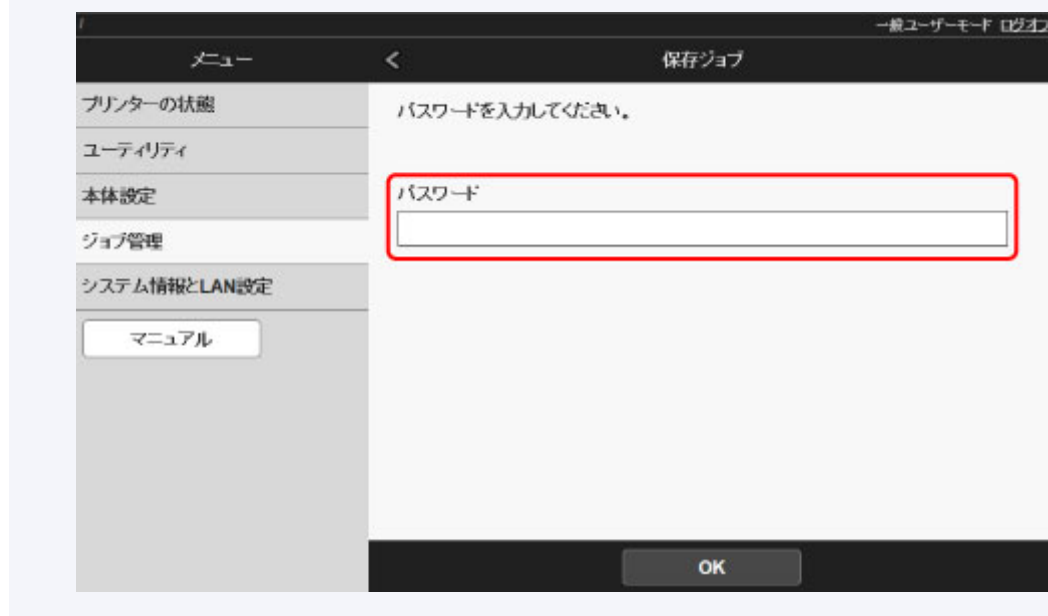 一般ユーザーモード ログオフ
メニュー
保存ジョブ
プリンターの状態
ユーティリティ
本体設定
ジョブ管理
システム情報とLAN設定
マニュアル
パスワードを入力してください。
パスワード
OK